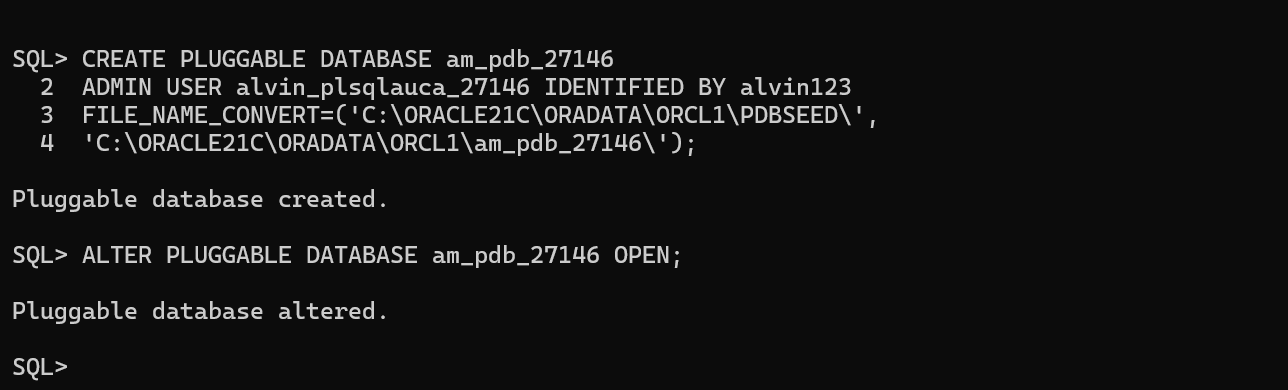 SQL> CREATE PLUGGABLE DATABASE am_pdb_27146
2 ADMIN USER alvin_plsqlauca_27146 IDENTIFIED BY alvin123
3 FILE_NAME_CONVERT=('C:\ORACLE21C\ORADATA\ORCL1\PDBSEED\',
4 'C:\ORACLE21C\ORADATA\ORCL1\am_pdb_27146\');
Pluggable database created.
SQL> ALTER PLUGGABLE DATABASE am_pdb_27146 OPEN;
Pluggable database altered.
SQL>